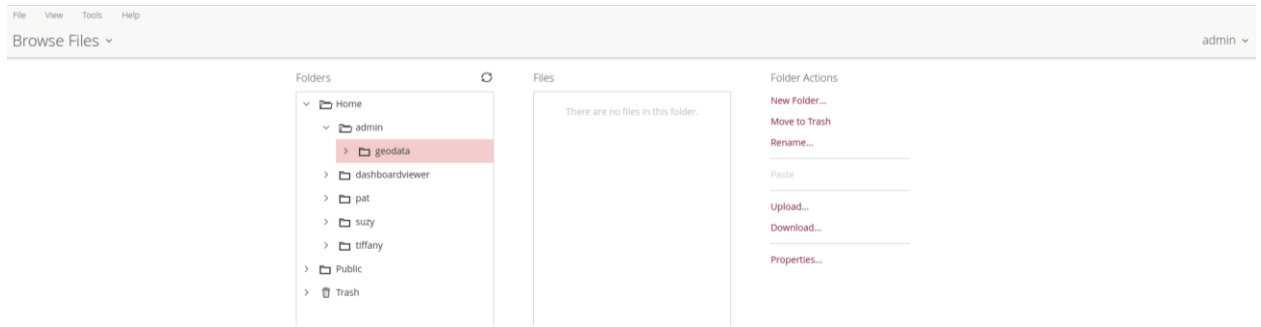 File View Tools Help
Browse Files
admin
Folders
Home
admin
geodata
dashboardviewer
pat
suzy
tiffany
Public
Trash
Files
There are no files in this folder.
Folder Actions
New Folder...
Move to Trash
Rename...
Paste
Upload...
Download...
Properties...